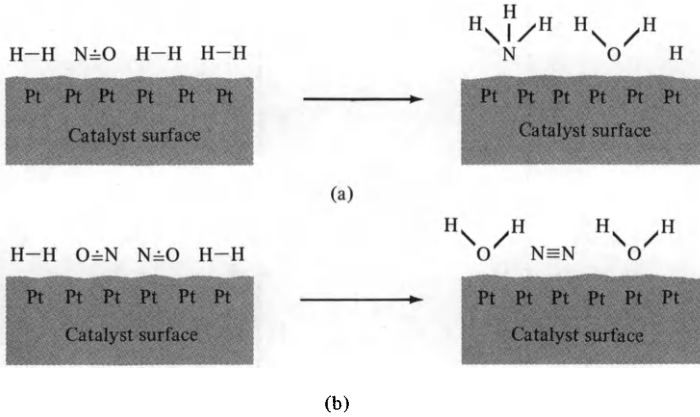 H
H H H H
H—H N≐O H—H H—H N O H
Pt Pt Pt Pt Pt Pt Pt Pt Pt Pt Pt Pt
Catalyst surface Catalyst surface
(a)
H H H H
H—H O≐N N≐O H—H O N≡N O
Pt Pt Pt Pt Pt Pt Pt Pt Pt Pt Pt Pt
Catalyst surface Catalyst surface
(b)